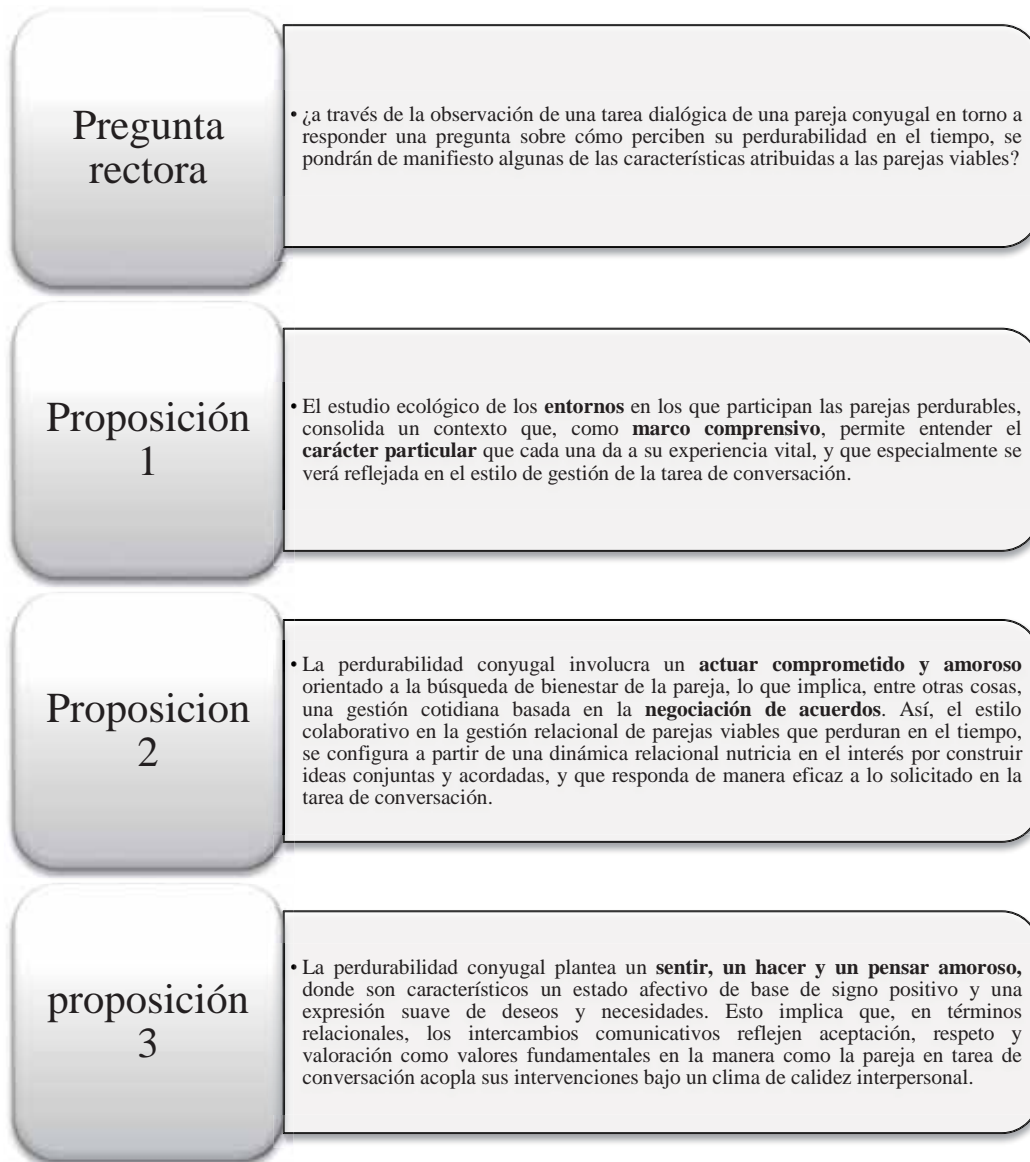 Pregunta
rectora
• ¿a través de la observación de una tarea dialógica de una pareja conyugal en torno a
responder una pregunta sobre cómo perciben su perdurabilidad en el tiempo, se
pondrán de manifiesto algunas de las características atribuidas a las parejas viables?
Proposición
1
• El estudio ecológico de los entornos en los que participan las parejas perdurables,
consolida un contexto que, como marco comprensivo, permite entender el
carácter particular que cada una da a su experiencia vital, y que especialmente se
verá reflejada en el estilo de gestión de la tarea de conversación.
Proposicion
2
• La perdurabilidad conyugal involucra un actuar comprometido y amoroso
orientado a la búsqueda de bienestar de la pareja, lo que implica, entre otras cosas,
una gestión cotidiana basada en la negociación de acuerdos. Así, el estilo
colaborativo en la gestión relacional de parejas viables que perduran en el tiempo,
se configura a partir de una dinámica relacional nutricia en el interés por construir
ideas conjuntas y acordadas, y que responda de manera eficaz a lo solicitado en la
tarea de conversación.
proposición
3
• La perdurabilidad conyugal plantea un sentir, un hacer y un pensar amoroso,
donde son característicos un estado afectivo de base de signo positivo y una
expresión suave de deseos y necesidades. Esto implica que, en términos
relacionales, los intercambios comunicativos reflejen aceptación, respeto y
valoración como valores fundamentales en la manera como la pareja en tarea de
conversación acopla sus intervenciones bajo un clima de calidez interpersonal.